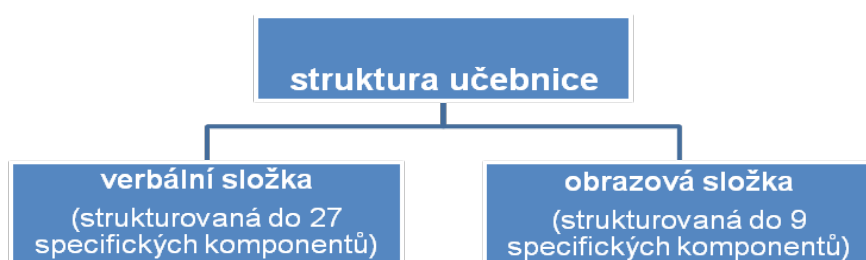 struktura učebnice
verbální složka
(strukturovaná do 27
specifických komponentů)
obrazová složka
(strukturovaná do 9
specifických komponentů)